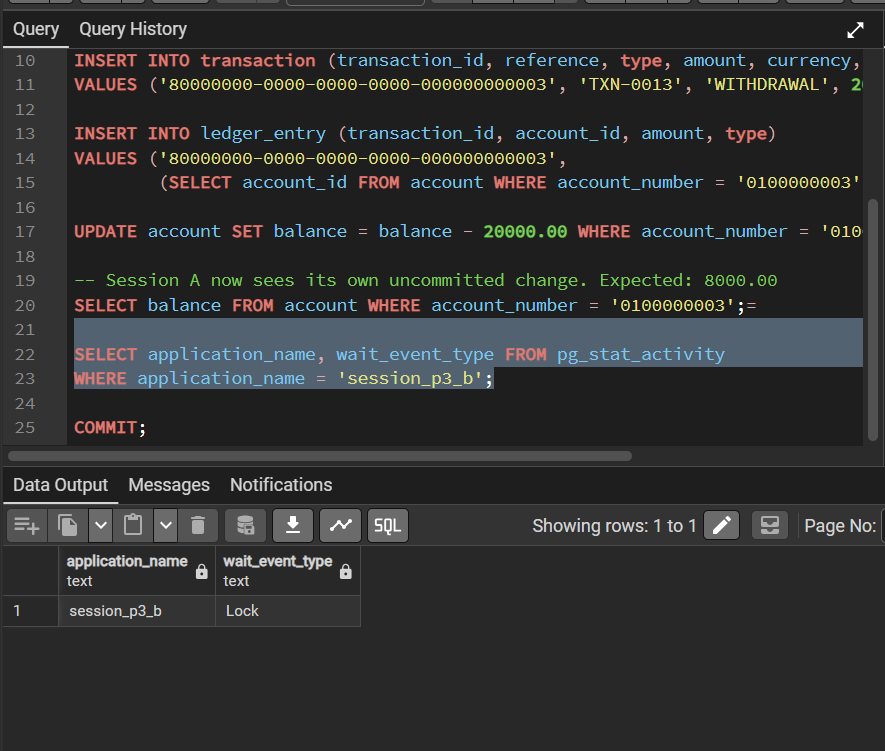 Query Query History
10 INSERT INTO transaction (transaction_id, reference, type, amount, currency,
11 VALUES ('80000000-0000-0000-0000-000000000003', 'TXN-0013', 'WITHDRAWAL', 2
12
13 INSERT INTO ledger_entry (transaction_id, account_id, amount, type)
14 VALUES ('80000000-0000-0000-0000-000000000003',
15 (SELECT account_id FROM account WHERE account_number = '0100000003'
16
17 UPDATE account SET balance = balance - 20000.00 WHERE account_number = '010
18
19 -- Session A now sees its own uncommitted change. Expected: 8000.00
20 SELECT balance FROM account WHERE account_number = '0100000003';=
21
22 SELECT application_name, wait_event_type FROM pg_stat_activity
23 WHERE application_name = 'session_p3_b';
24
25 COMMIT;
Data Output Messages Notifications
SQL Showing rows: 1 to 1 Page No:
application_name wait_event_type
text text
1 session_p3_b Lock